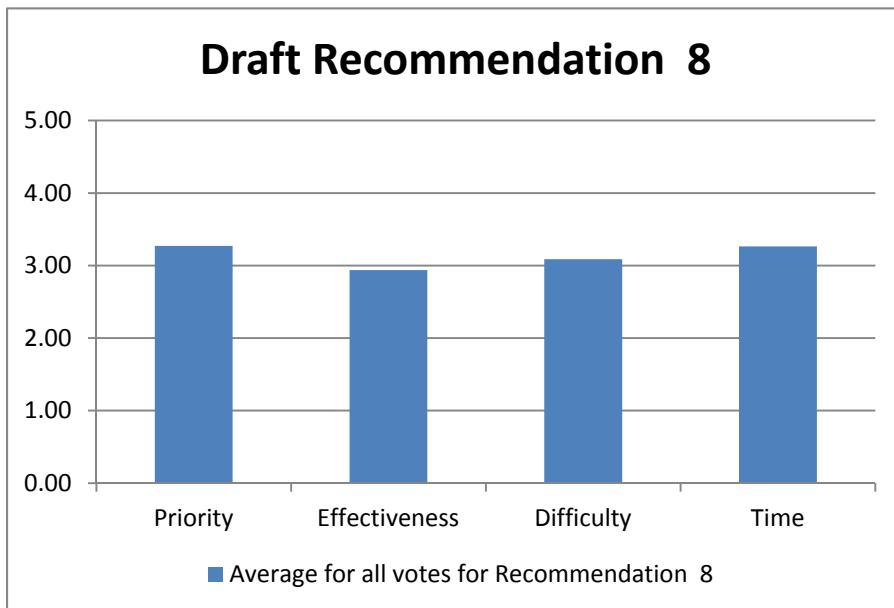 Draft Recommendation 8
5.00
4.00
3.00
2.00
1.00
0.00
Priority Effectiveness Difficulty Time
Average for all votes for Recommendation 8